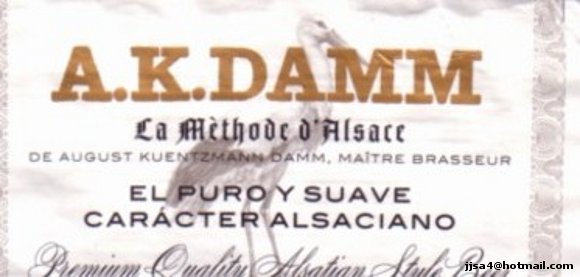 A.K.DAMM
La Mèthode d'Alsace
DE AUGUST KUENTZMANN DAMM, MAÎTRE BRASSEUR
EL PURO Y SUAVE
CARÁCTER ALSACIANO
Premium Quality Alsatian Style Beer
jjsa4@hotmail.com